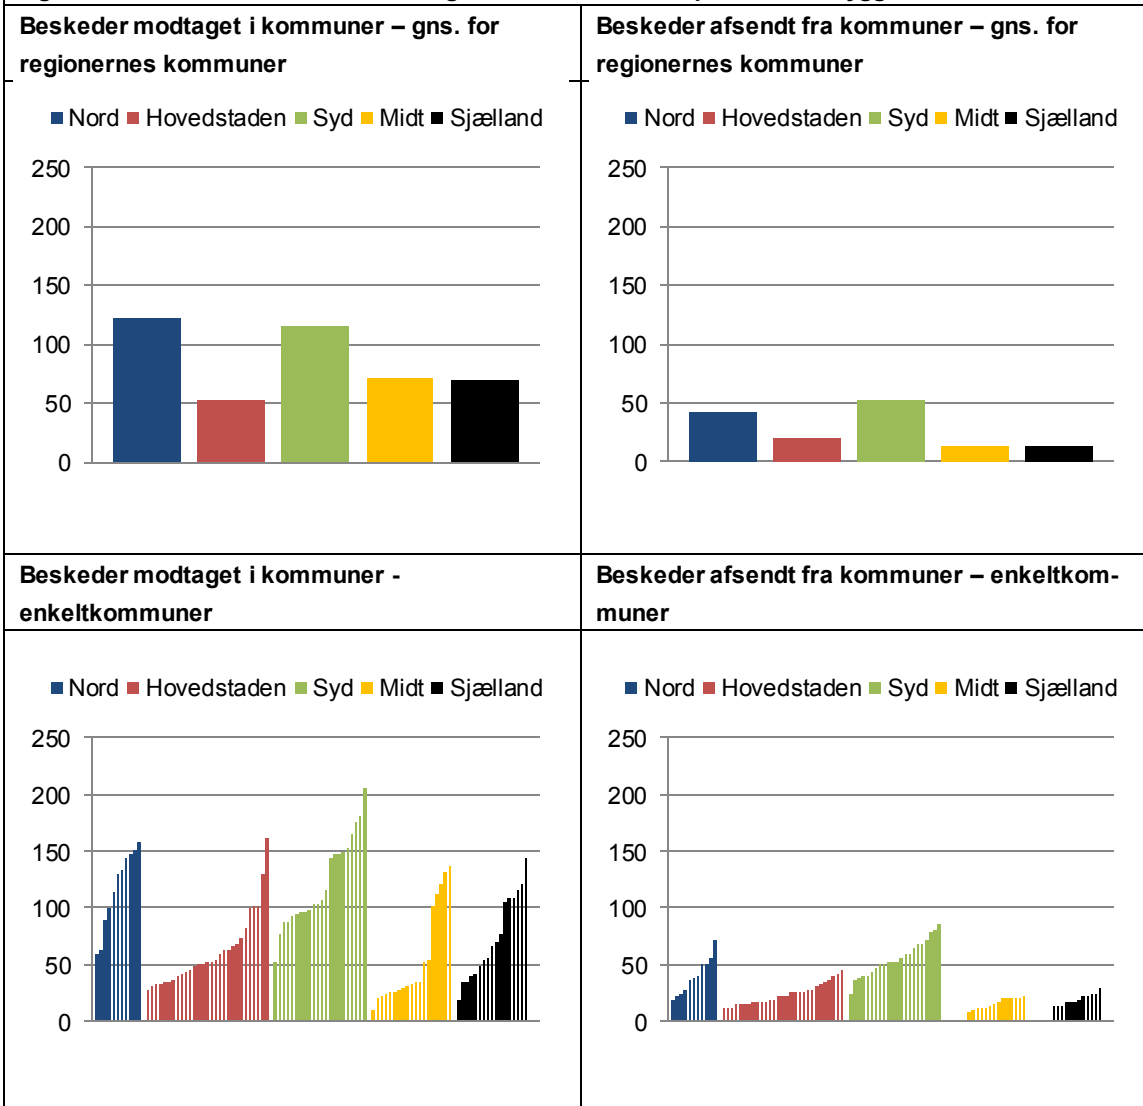 Beskeder modtaget i kommuner – gns. for
regionernes kommuner
Beskeder afsendt fra kommuner – gns. for
regionernes kommuner
Nord Hovedstaden Syd Midt Sjælland
250
200
150
100
50
0
Nord Hovedstaden Syd Midt Sjælland
250
200
150
100
50
0
Beskeder modtaget i kommuner -
enkeltkommuner
Beskeder afsendt fra kommuner – enkeltkom-
muner
Nord Hovedstaden Syd Midt Sjælland
250
200
150
100
50
0
Nord Hovedstaden Syd Midt Sjælland
250
200
150
100
50
0